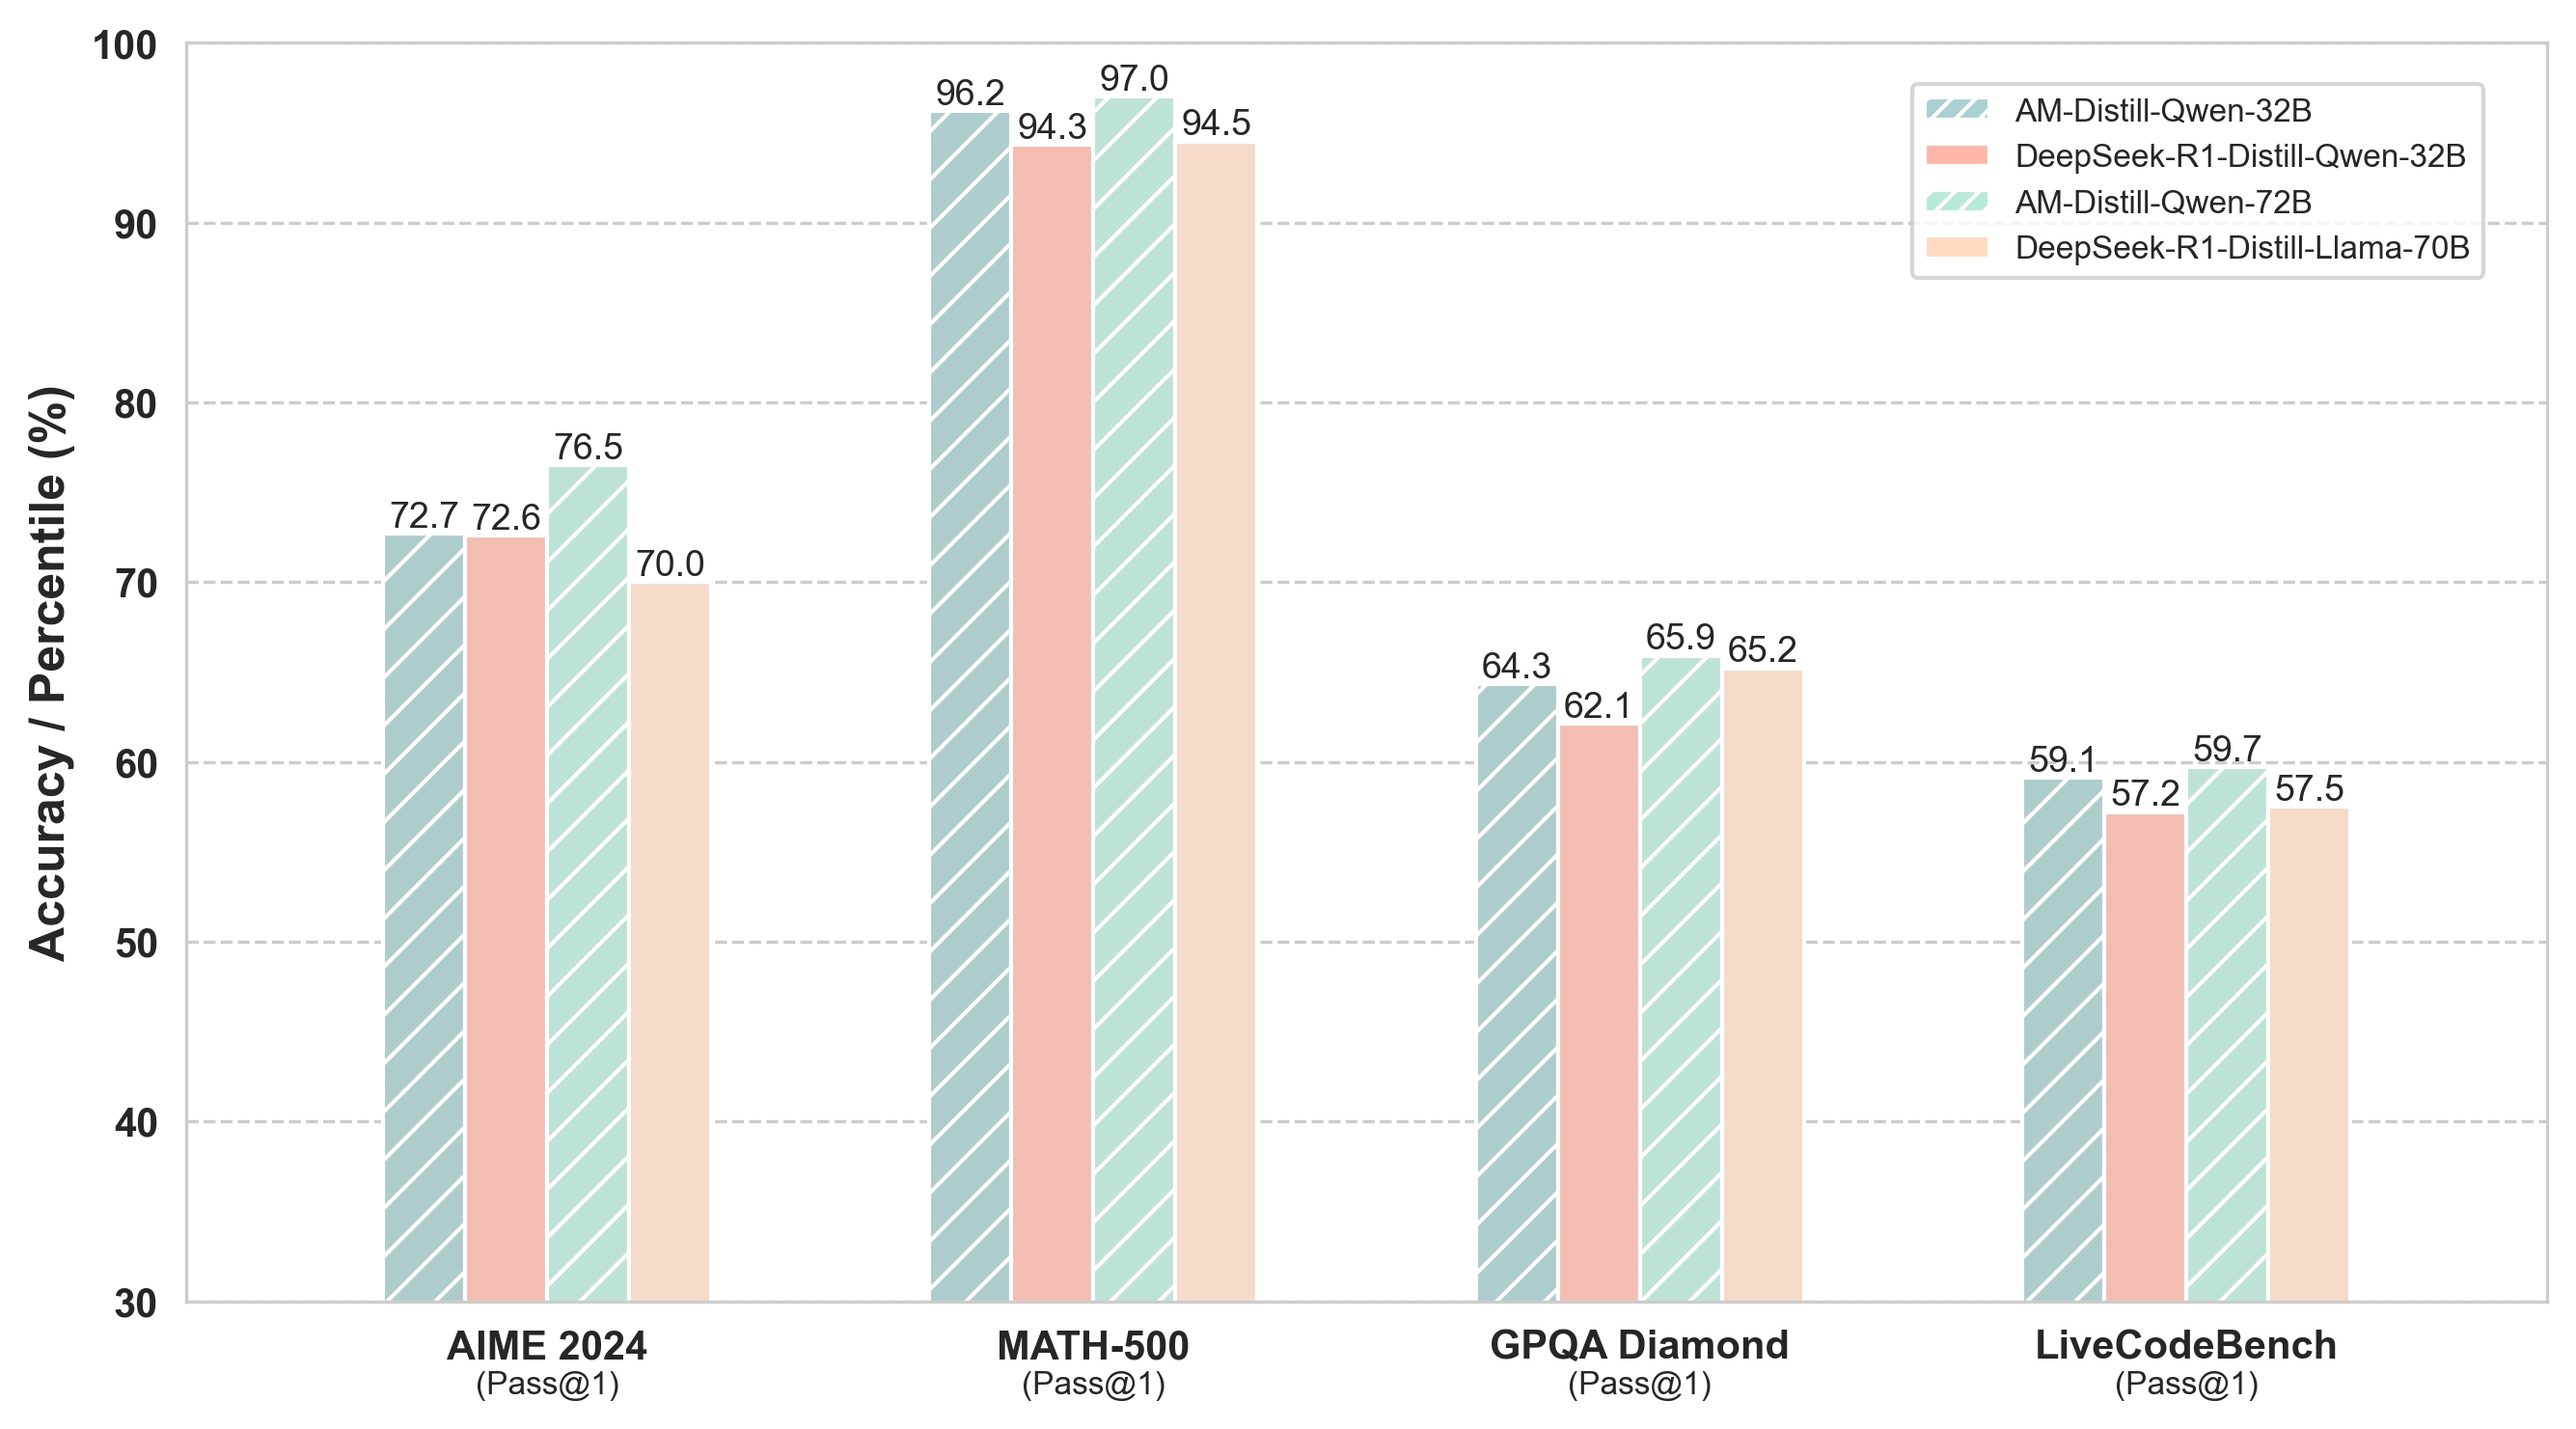 Accuracy / Percentile (%)
100
90
80
70
60
50
40
30
AM-Distill-Qwen-32B
DeepSeek-R1-Distill-Qwen-32B
AM-Distill-Qwen-72B
DeepSeek-R1-Distill-Llama-70B
72.7
72.6
76.5
70.0
96.2
94.3
97.0
94.5
64.3
62.1
65.9
65.2
59.1
57.2
59.7
57.5
AIME 2024
(Pass@1)
MATH-500
(Pass@1)
GPQA Diamond
(Pass@1)
LiveCodeBench
(Pass@1)